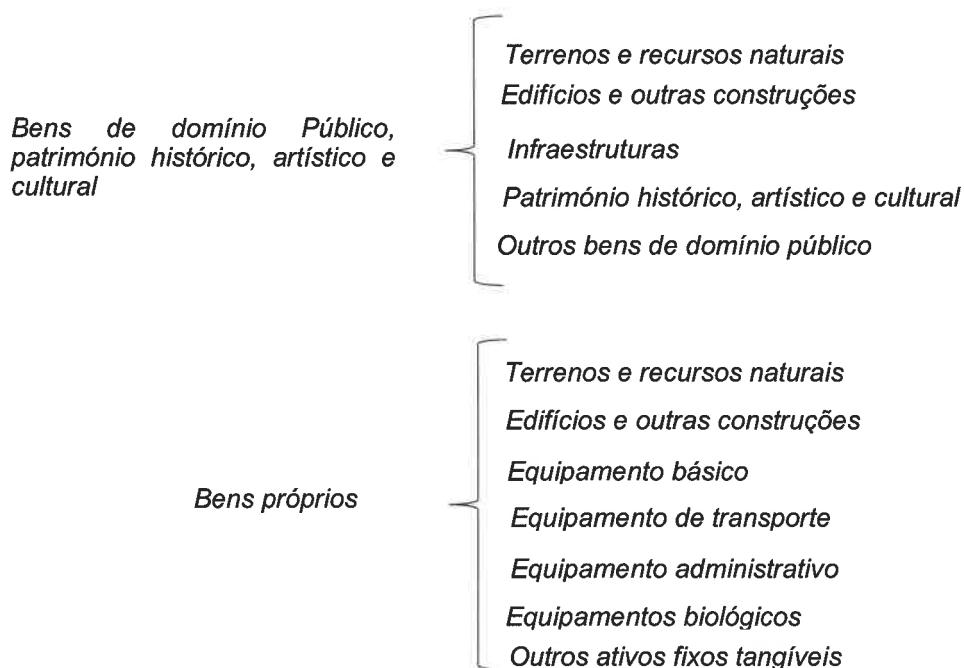 Bens de domínio Público,
património histórico, artístico e
cultural
Terrenos e recursos naturais
Edifícios e outras construções
Infraestruturas
Património histórico, artístico e cultural
Outros bens de domínio público
Bens próprios
Terrenos e recursos naturais
Edifícios e outras construções
Equipamento básico
Equipamento de transporte
Equipamento administrativo
Equipamentos biológicos
Outros ativos fixos tangíveis